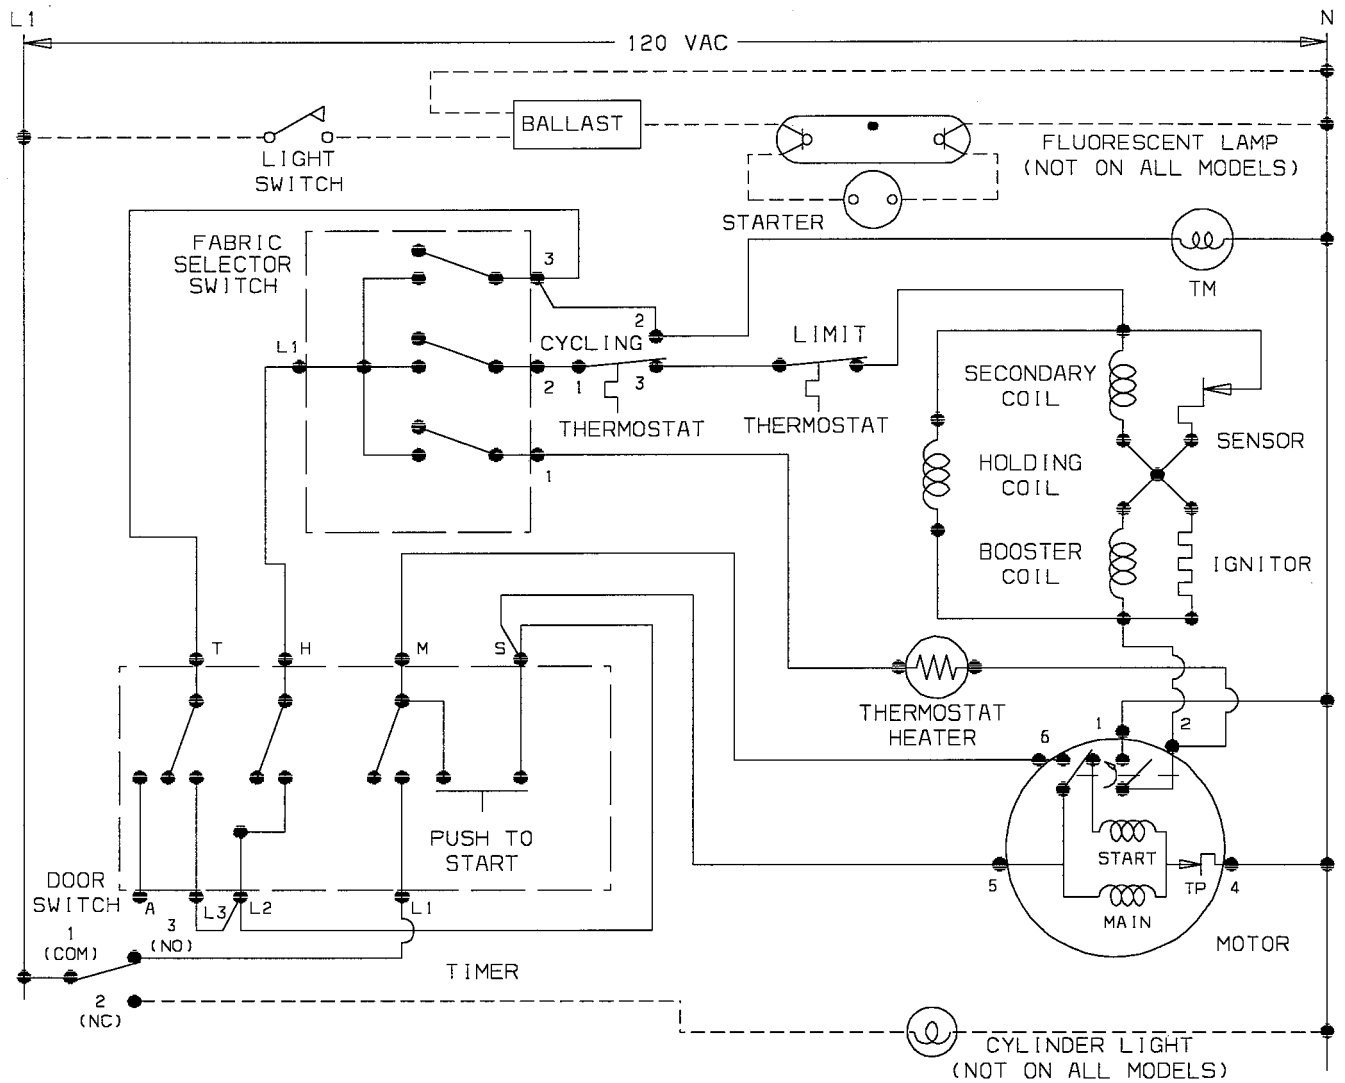 L1
N
120 VAC
BALLAST
LIGHT
SWITCH
FLUORESCENT LAMP
(NOT ON ALL MODELS)
STARTER
TM
FABRIC
SELECTOR
SWITCH
3
L1
2
CYCLING
2
1
3
THERMOSTAT
LIMIT
THERMOSTAT
1
SECONDARY
COIL
SENSOR
HOLDING
COIL
BOOSTER
COIL
IGNITOR
T
H
M
S
THERMOSTAT
HEATER
6
1
2
PUSH TO
START
START
5
TP
4
MAIN
MOTOR
DOOR
SWITCH
A
L3
L2
L1
1
(COM)
3
(NO)
TIMER
2
(NC)
CYLINDER LIGHT
(NOT ON ALL MODELS)